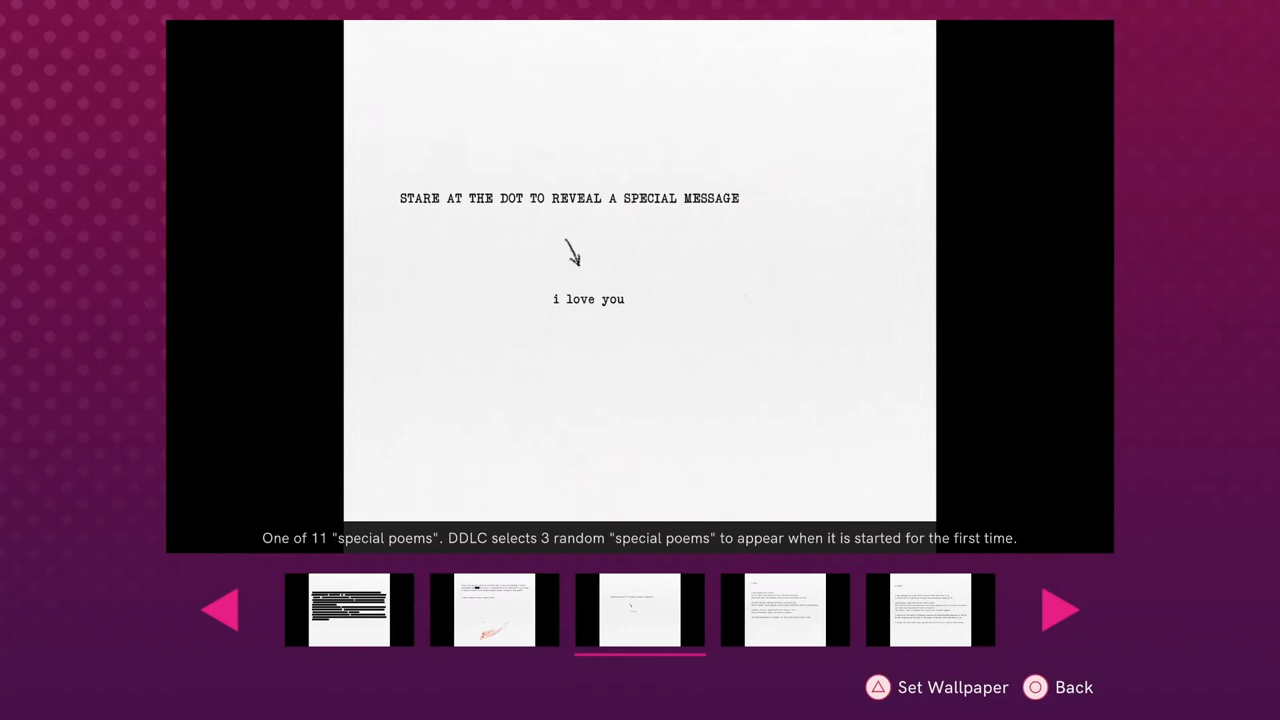 STARE AT THE DOT TO REVEAL A SPECIAL MESSAGE
i love you
One of 11 "special poems". DDLC selects 3 random "special poems" to appear when it is started for the first time.
Set Wallpaper
Back